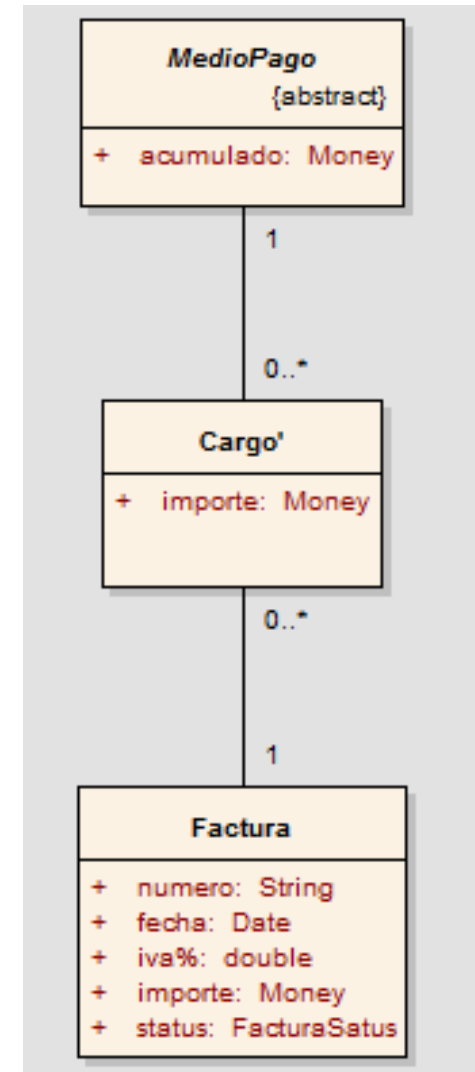 MedioPago
{abstract}
+ acumulado: Money
1
0..*
Cargo'
+ importe: Money
0..*
1
Factura
+ numero: String
+ fecha: Date
+ iva%: double
+ importe: Money
+ status: FacturaSatus